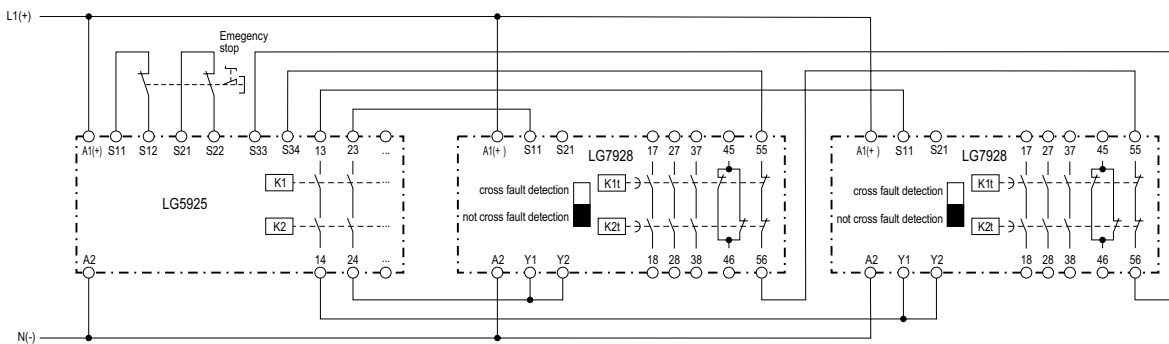 L1(+)
Emegency
stop
A1(+) S11 S12 S21 S22 S33 S34 13 23 ...
K1 ...
LG5925
K2 ...
A2 14 24 ...
A1(+ ) S11 S21 17 27 37 45 55
LG7928
cross fault detection
K1t
not cross fault detection
K2t
A2 Y1 Y2 18 28 38 46 56
A1(+ ) S11 S21 17 27 37 45 55
LG7928
cross fault detection
K1t
not cross fault detection
K2t
A2 Y1 Y2 18 28 38 46 56
N(-)